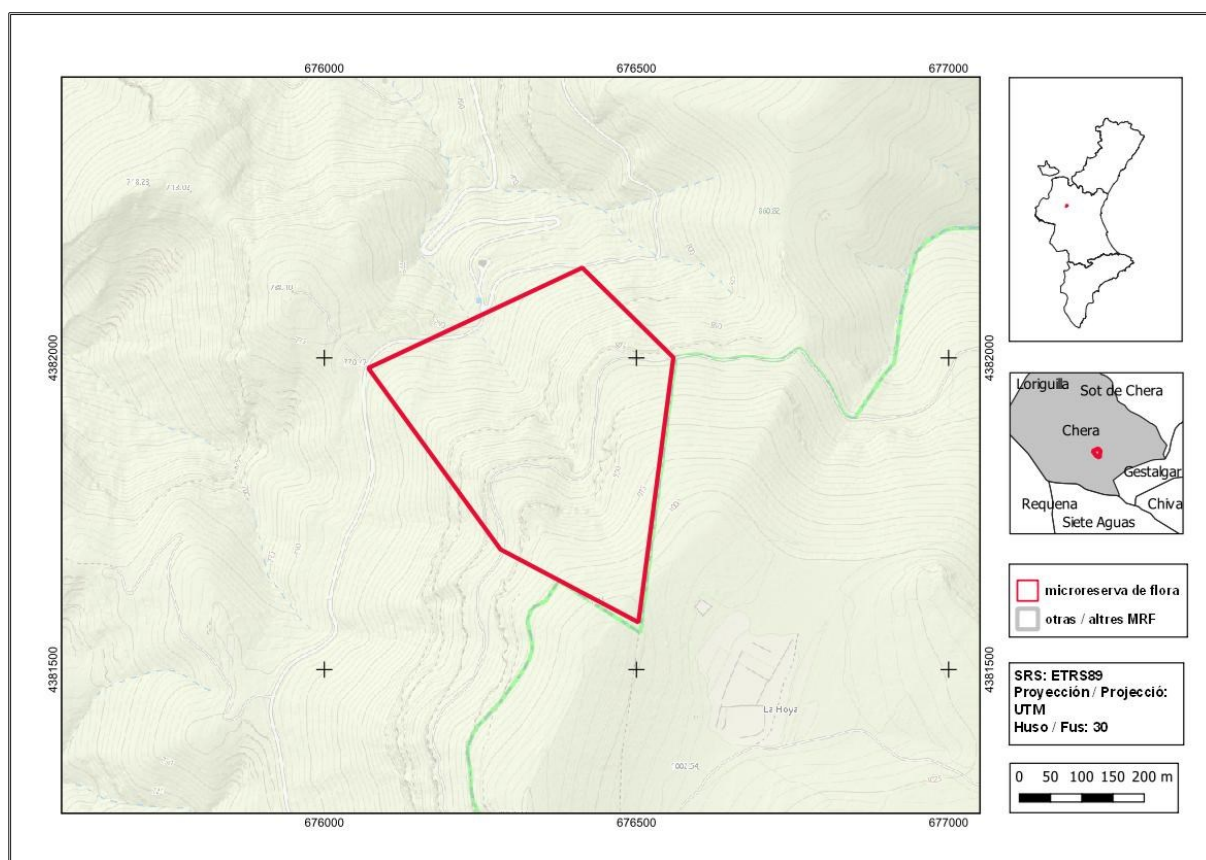 676000
676500
677000
4382000
4382000
4381500
4381500
La Hoya
676000
676500
677000
Loriguilla
Sot de Chera
Chera
Gestalgar
Requena
Chiva
Siete Aguas
microreserva de flora
otras / altres MRF
SRS: ETRS89
Proyección / Projecció:
UTM
Huso / Fus: 30
0 50 100 150 200 m